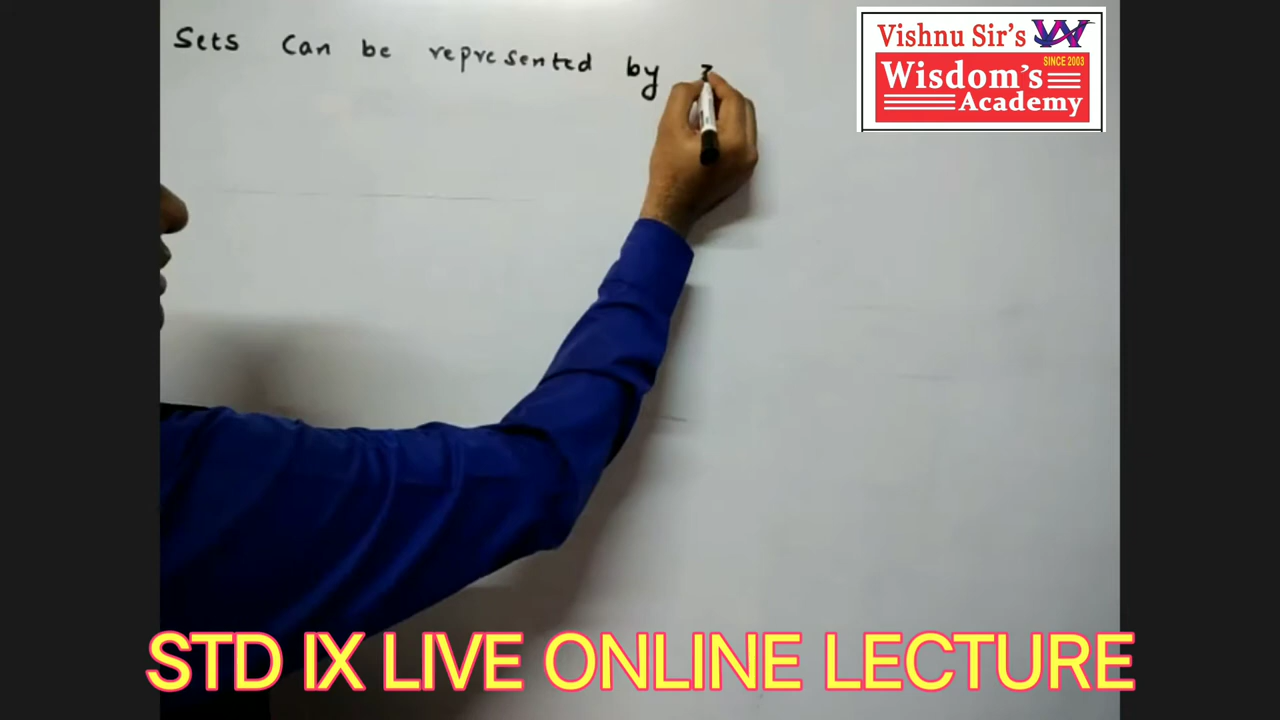 Sets can be represented by
Vishnu Sir's
SINCE 2003
Wisdom's
Academy
STD IX LIVE ONLINE LECTURE